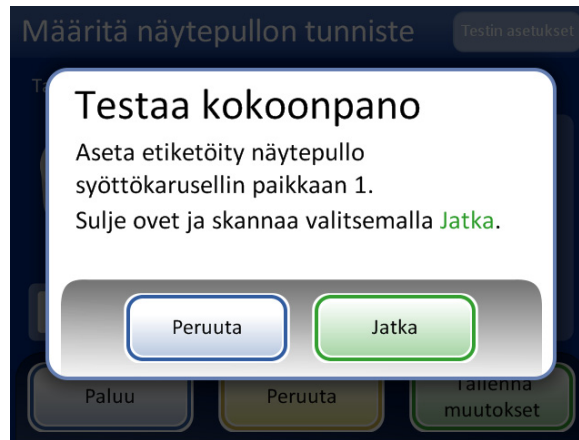 Määritä näytepullon tunniste
Testin asetukset
Testaa kokoonpano
Aseta etiketöity näytepullo
syöttökarusellin paikkaan 1.
Sulje ovet ja skannaa valitsemalla Jatka.
Peruuta
Jatka
Paluu
Peruuta
Tallenna
muutokset